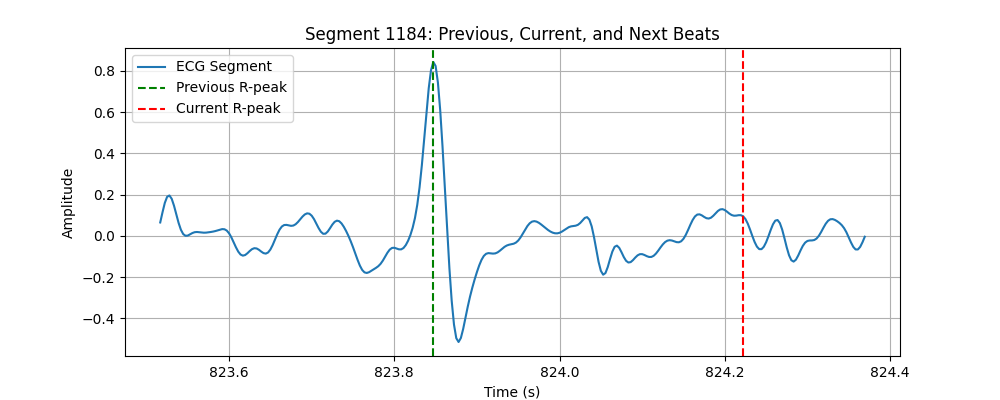 Segment 1184: Previous, Current, and Next Beats
ECG Segment
Previous R-peak
Current R-peak
Amplitude
0.8
0.6
0.4
0.2
0.0
−0.2
−0.4
823.6 823.8 824.0 824.2 824.4
Time (s)